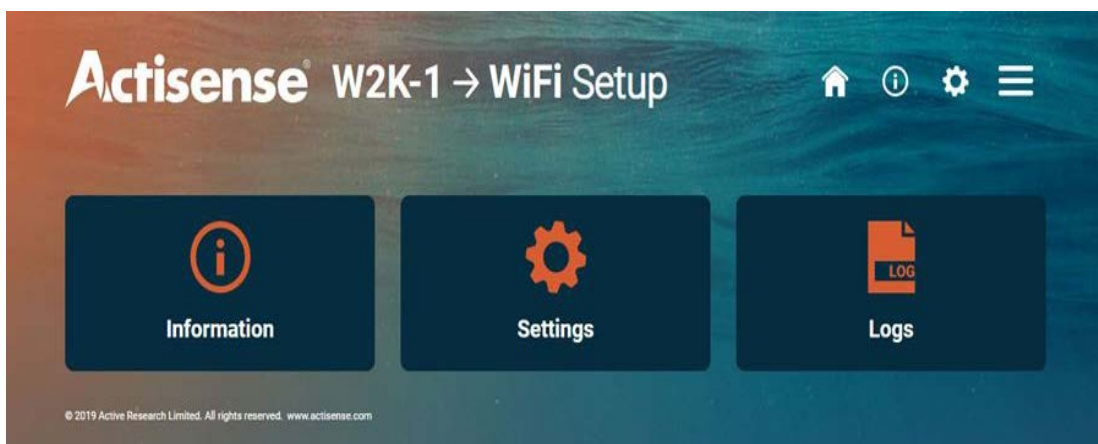 Actisense® W2K-1 → WiFi Setup
Information
Settings
LOG
Logs
© 2019 Active Research Limited. All rights reserved. www.actisense.com